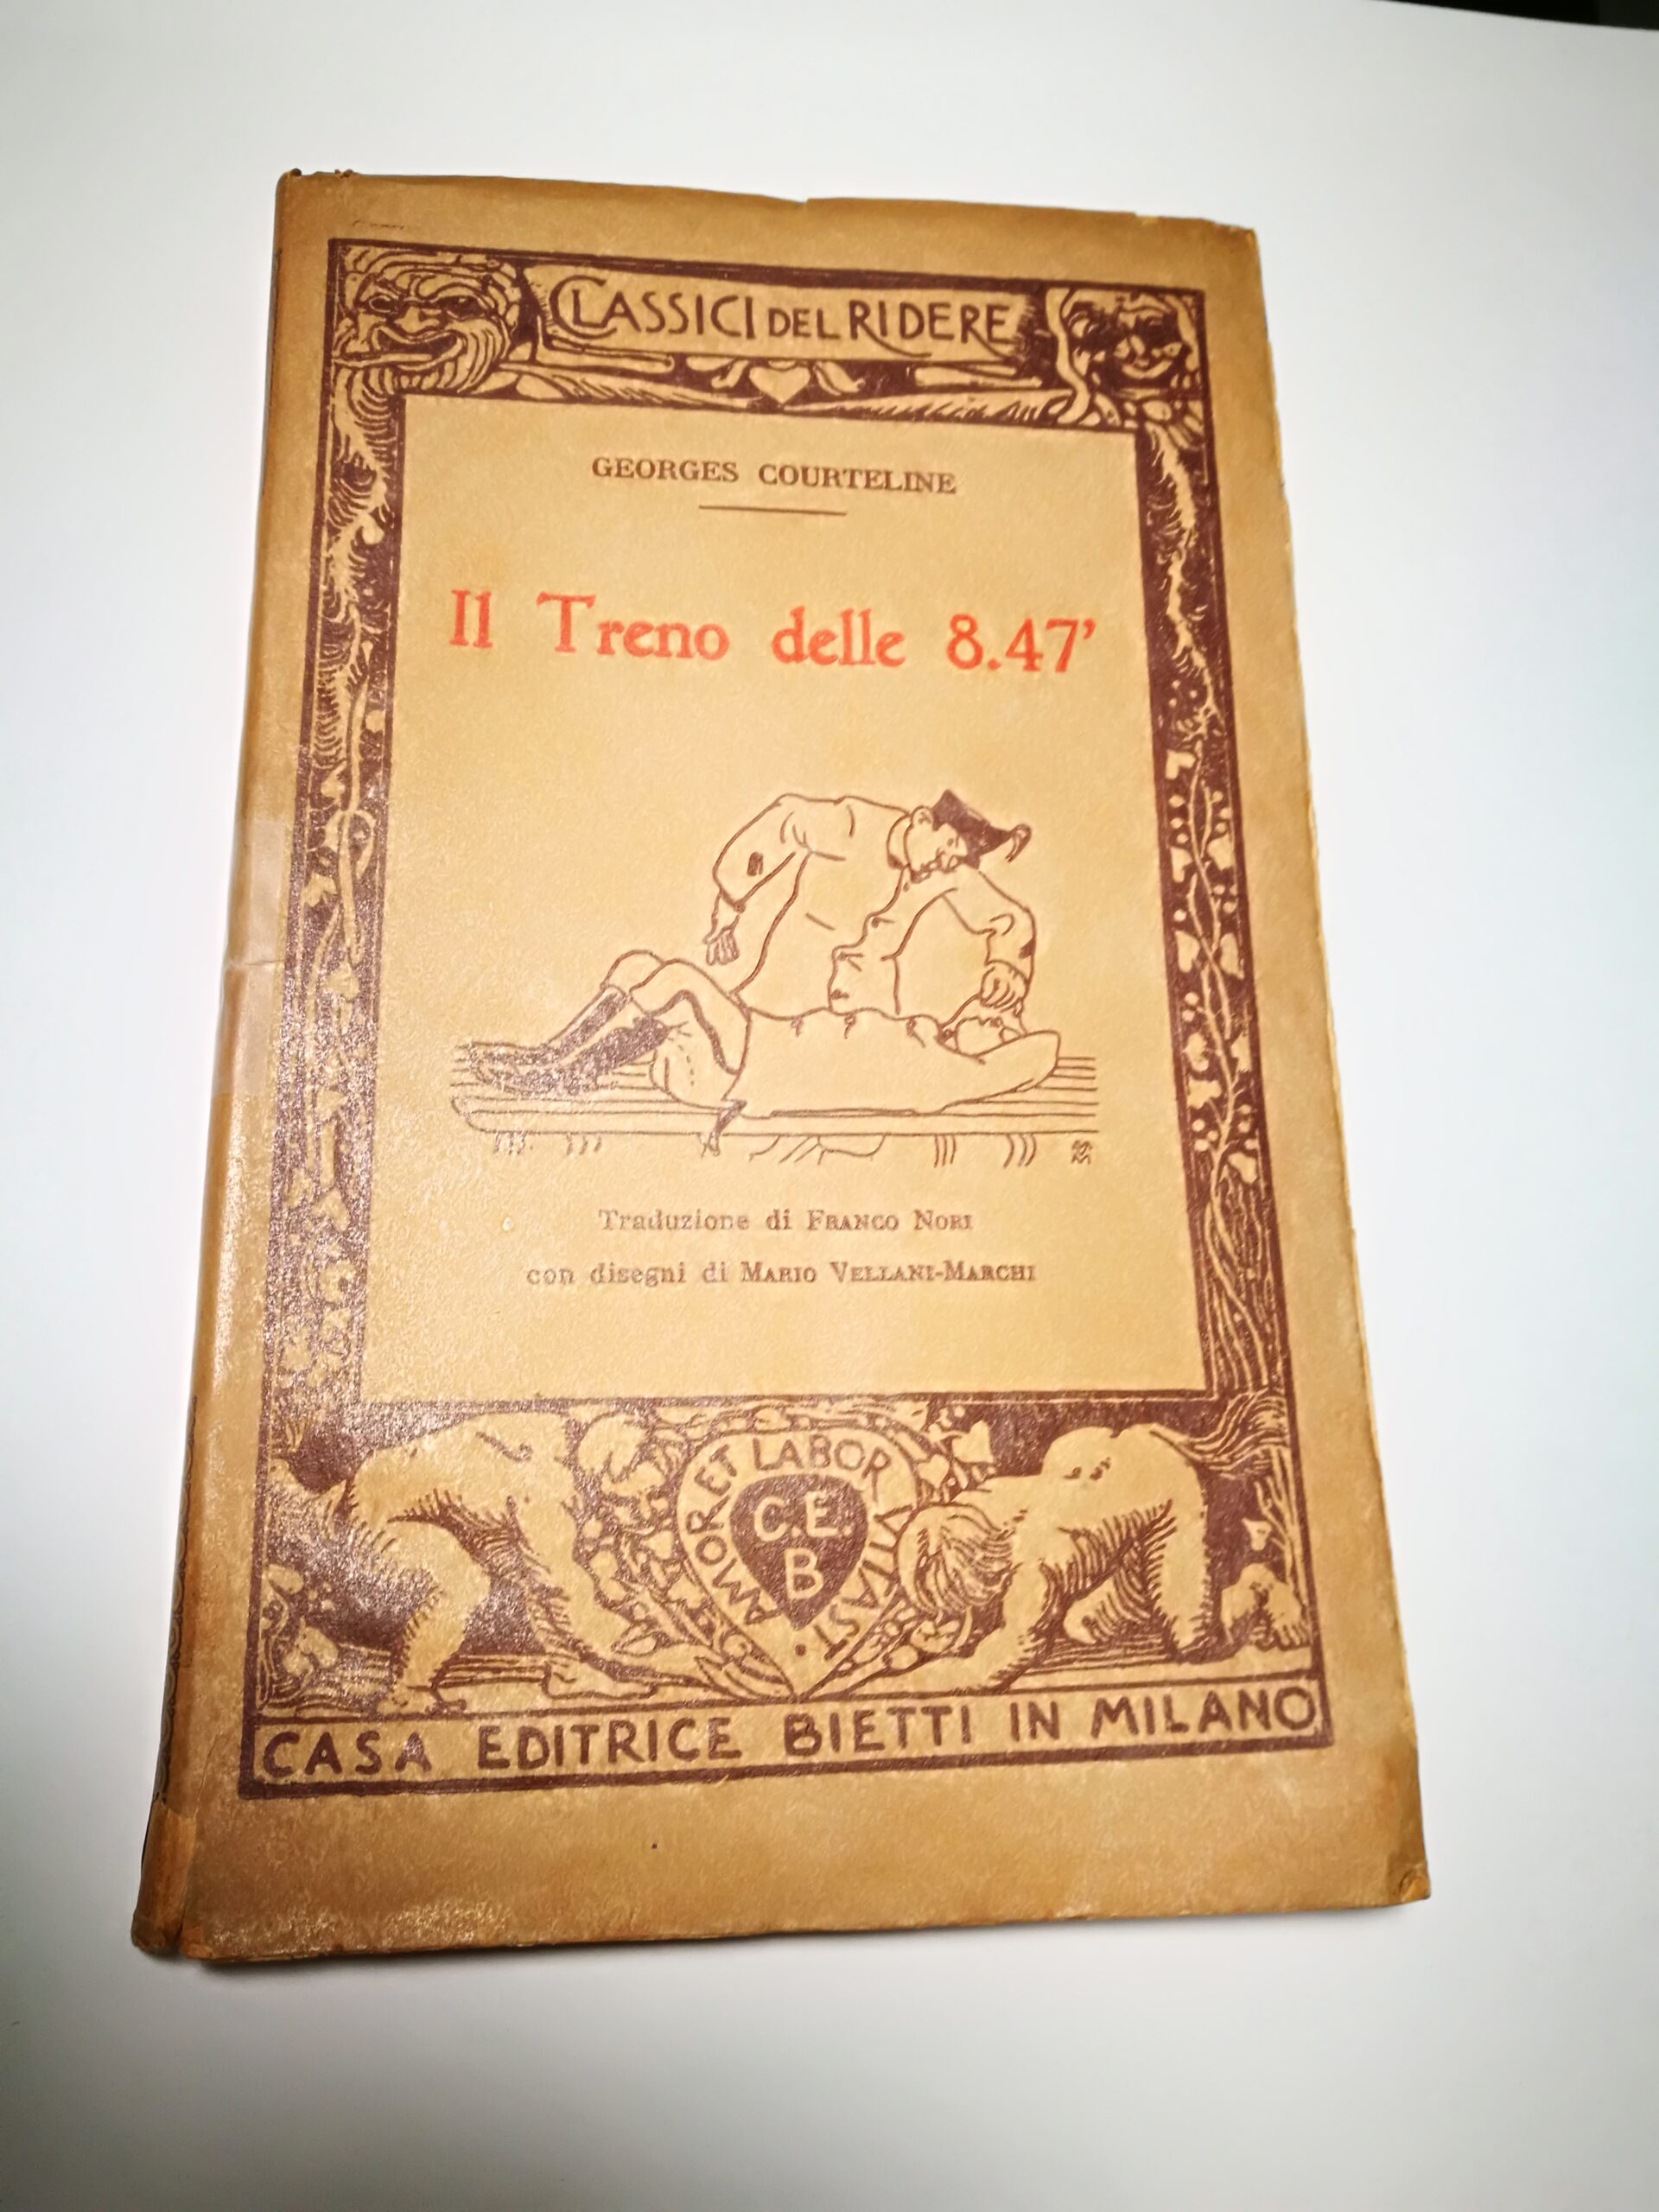 CLASSICI DEL RIDERE
GEORGES COURTELINE
Il Treno delle 8.47'
Traduzione di FRANCO NORI
con disegni di MARIO VELLANI-MARCHI
AMOR ET LABOR VITAST.
C.E.
B
CASA EDITRICE BIETTI IN MILANO